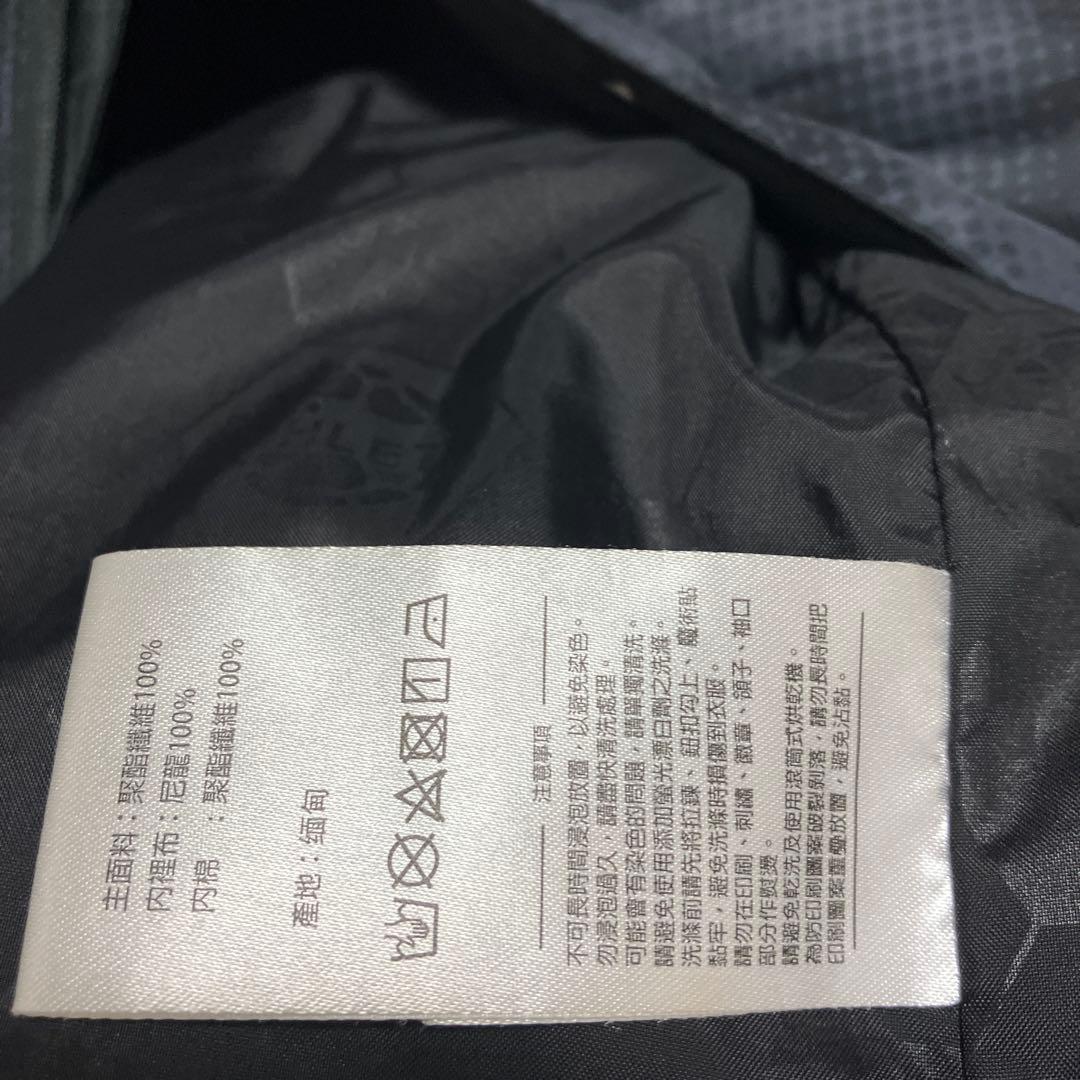 主面料：聚酯纖維100%
內裡布：尼龍100%
內棉　：聚酯纖維100%
產地：缅甸
注意事項
不可長時間浸泡放置，以避免染色。
勿浸泡過久，請盡快清洗處理。
可能會有染色的問題，請單獨清洗。
請避免使用添加螢光漂白劑之洗滌。
洗滌前請先將拉鍊、鈕扣勾上、魔術貼
黏牢，避免洗滌時損傷到衣服。
請勿在印刷、刺繡、徽章、領子、袖口
部分作熨燙。
請避免乾洗及使用滾筒式烘乾機。
為防印刷圖案破裂剝落，請勿長時間把
印刷圖案重疊放置，避免沾黏。